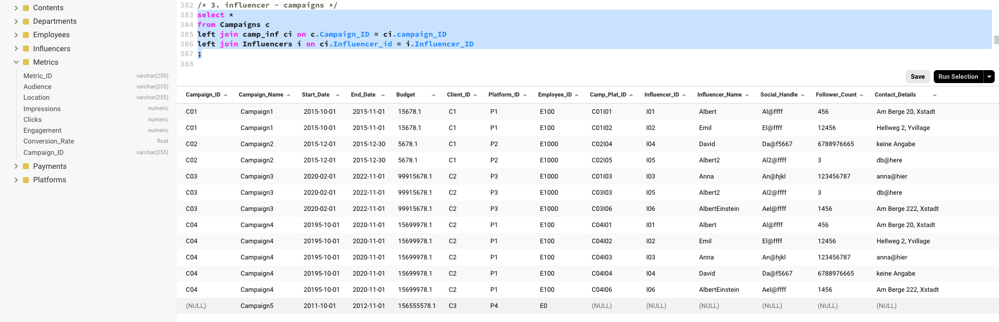 Contents
Departments
Employees
Influencers
Metrics
Metric_ID varchar(255)
Audience varchar(255)
Location varchar(255)
Impressions numeric
Clicks numeric
Engagement numeric
Conversion_Rate float
Campaign_ID varchar(255)
Payments
Platforms
382 /* 3. influencer - campaigns */
383 select *
384 from Campaigns c
385 left join camp_inf ci on c.Campaign_ID = ci.campaign_ID
386 left join Influencers i on ci.Influencer_id = i.Influencer_ID
387 ;
388
Save Run Selection
Campaign_ID Campaign_Name Start_Date End_Date Budget Client_ID Platform_ID Employee_ID Camp_Plat_ID Influencer_ID Influencer_Name Social_Handle Follower_Count Contact_Details
C01 Campaign1 2015-10-01 2015-11-01 15678.1 C1 P1 E100 C01I01 I01 Albert Al@ffff 456 Am Berge 20, Xstadt
C01 Campaign1 2015-10-01 2015-11-01 15678.1 C1 P1 E100 C01I02 I02 Emil El@ffff 12456 Hellweg 2, Yvillage
C02 Campaign2 2015-12-01 2015-12-30 5678.1 C1 P2 E1000 C02I04 I04 David Da@f5667 6788976665 keine Angabe
C02 Campaign2 2015-12-01 2015-12-30 5678.1 C1 P2 E1000 C02I05 I05 Albert2 Al2@ffff 3 db@here
C03 Campaign3 2020-02-01 2022-11-01 99915678.1 C2 P3 E1000 C01I03 I03 Anna An@hjkl 123456787 anna@hier
C03 Campaign3 2020-02-01 2022-11-01 99915678.1 C2 P3 E1000 C03I03 I05 Albert2 Al2@ffff 3 db@here
C03 Campaign3 2020-02-01 2022-11-01 99915678.1 C2 P3 E1000 C03I06 I06 AlbertEinstein Ael@ffff 1456 Am Berge 222, Xstadt
C04 Campaign4 20195-10-01 2020-11-01 15699978.1 C2 P1 E100 C04I01 I01 Albert Al@ffff 456 Am Berge 20, Xstadt
C04 Campaign4 20195-10-01 2020-11-01 15699978.1 C2 P1 E100 C04I02 I02 Emil El@ffff 12456 Hellweg 2, Yvillage
C04 Campaign4 20195-10-01 2020-11-01 15699978.1 C2 P1 E100 C04I03 I03 Anna An@hjkl 123456787 anna@hier
C04 Campaign4 20195-10-01 2020-11-01 15699978.1 C2 P1 E100 C04I04 I04 David Da@f5667 6788976665 keine Angabe
C04 Campaign4 20195-10-01 2020-11-01 15699978.1 C2 P1 E100 C04I06 I06 AlbertEinstein Ael@ffff 1456 Am Berge 222, Xstadt
(NULL) Campaign5 2011-10-01 2012-11-01 156555578.1 C3 P4 E0 (NULL) (NULL) (NULL) (NULL) (NULL) (NULL)